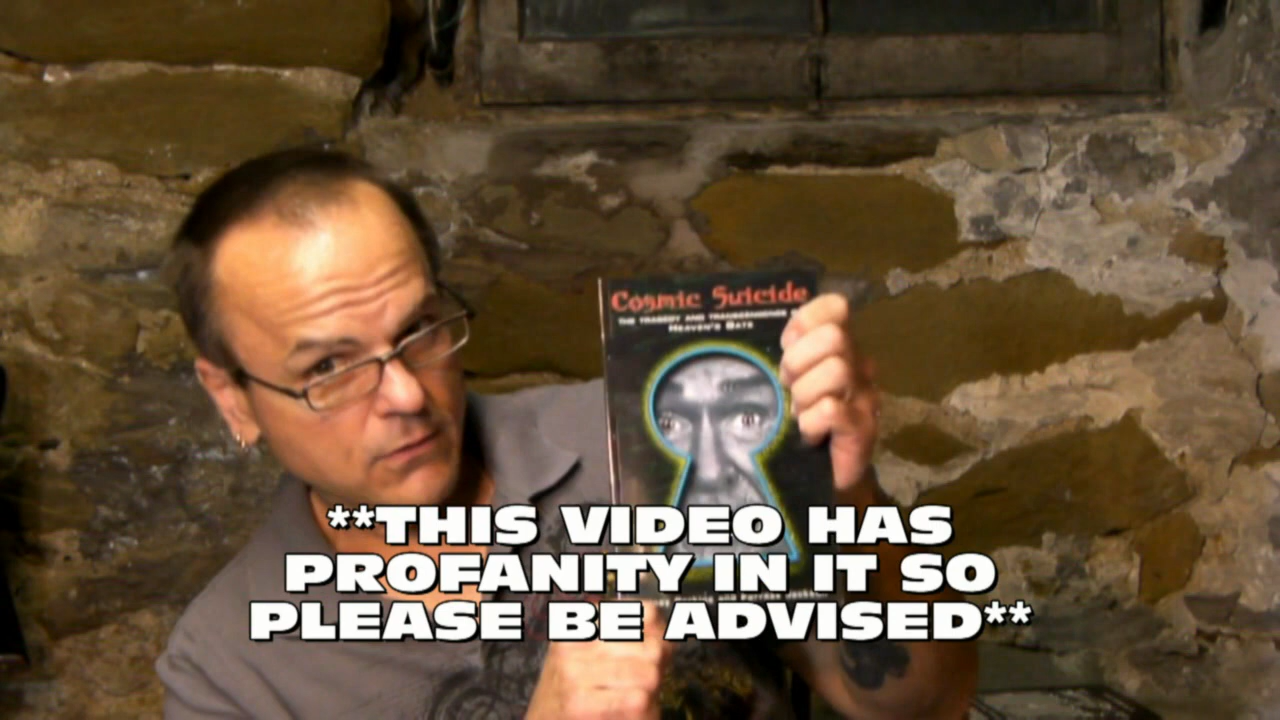 Cosmic Suicide
THE TRAGEDY AND TRANSCENDENCE
HEAVEN'S GATE
**THIS VIDEO HAS
PROFANITY IN IT SO
PLEASE BE ADVISED**